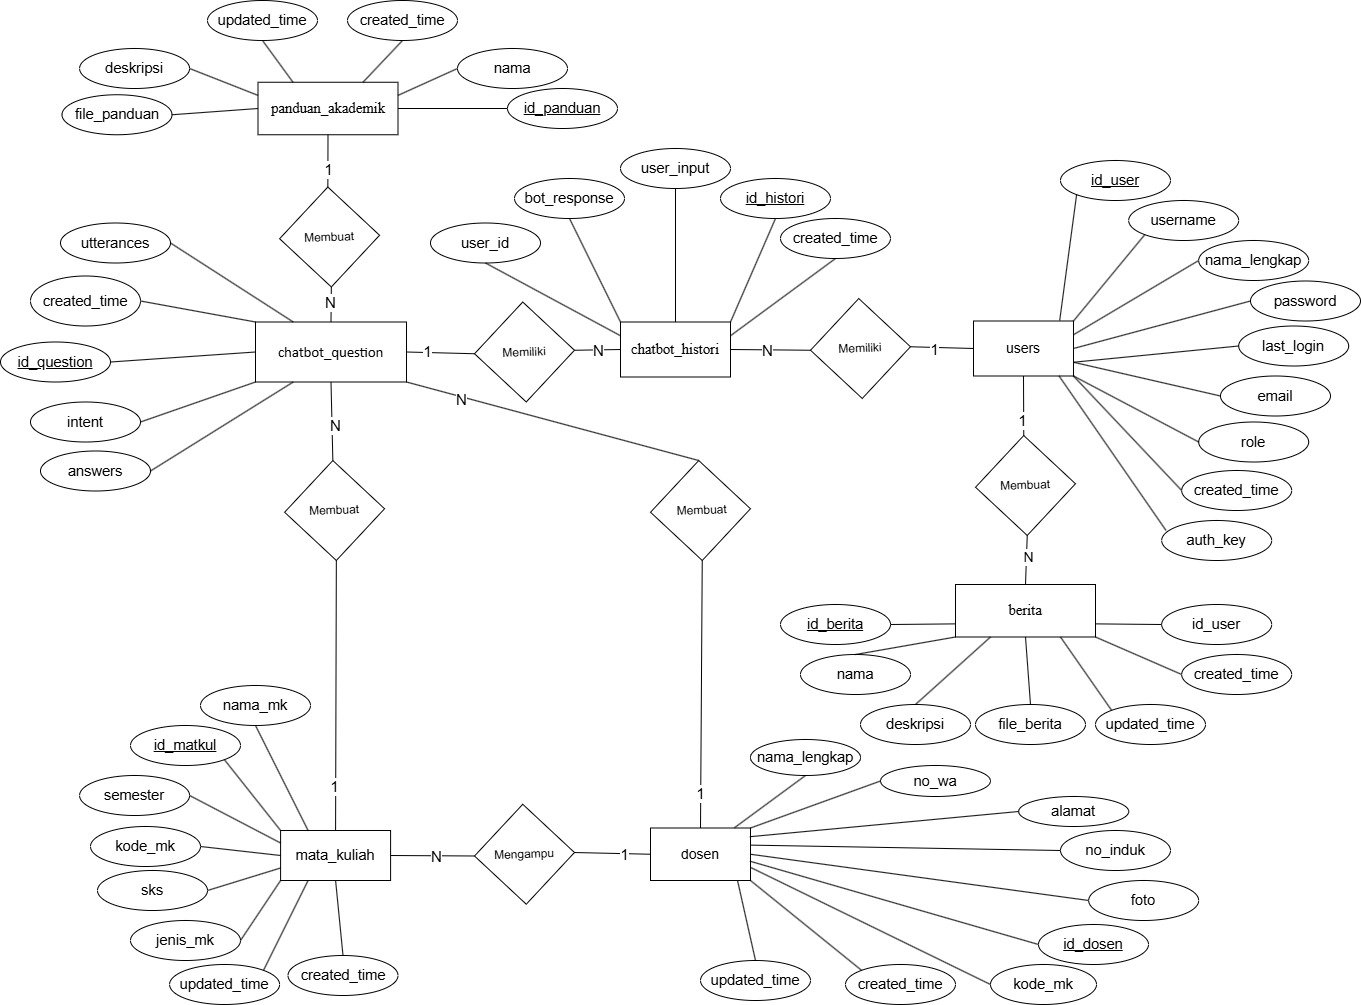 updated_time
created_time
deskripsi
nama
file_panduan
panduan_akademik
id_panduan
1
Membuat
N
user_input
bot_response
id_histori
user_id
created_time
id_user
username
nama_lengkap
password
last_login
email
role
created_time
auth_key
utterances
created_time
id_question
intent
answers
chatbot_question
1
Memiliki
N
chatbot_histori
N
Memiliki
1
users
N
N
1
Membuat
Membuat
Membuat
N
berita
id_berita
id_user
nama
created_time
deskripsi
file_berita
updated_time
nama_mk
id_matkul
semester
kode_mk
sks
jenis_mk
updated_time
created_time
1
1
mata_kuliah
N
Mengampu
1
dosen
nama_lengkap
no_wa
alamat
no_induk
foto
id_dosen
kode_mk
created_time
updated_time